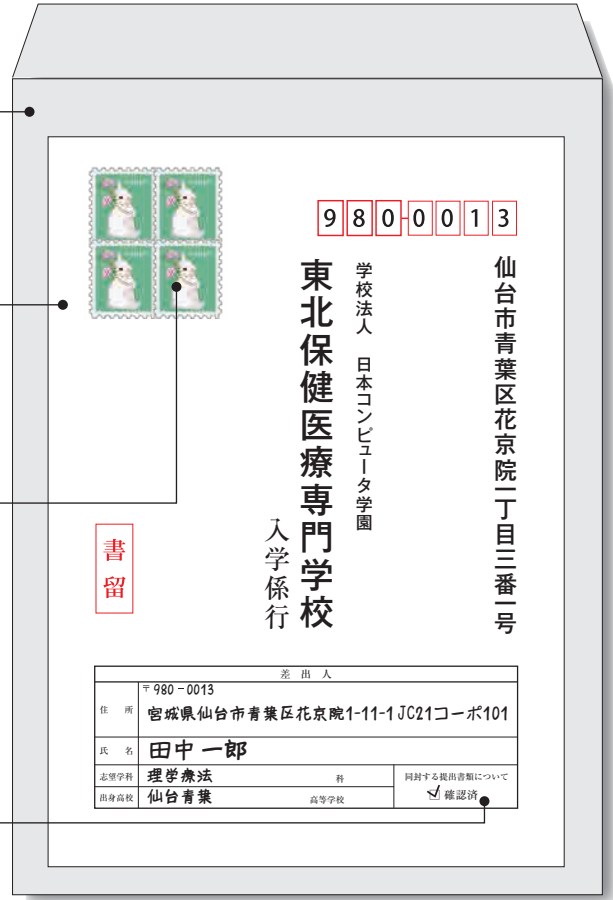 980-0013
仙台市青葉区花京院一丁目三番一号
学校法人 日本コンピュータ学園
東北保健医療専門学校
入学係行
書留
差出人
住所
〒980-0013
宮城県仙台市青葉区花京院1-11-1 JC21コーポ101
氏名
田中一郎
志望学科
理学療法
科
出身高校
仙台青葉
高等学校
同封する提出書類について
確認済